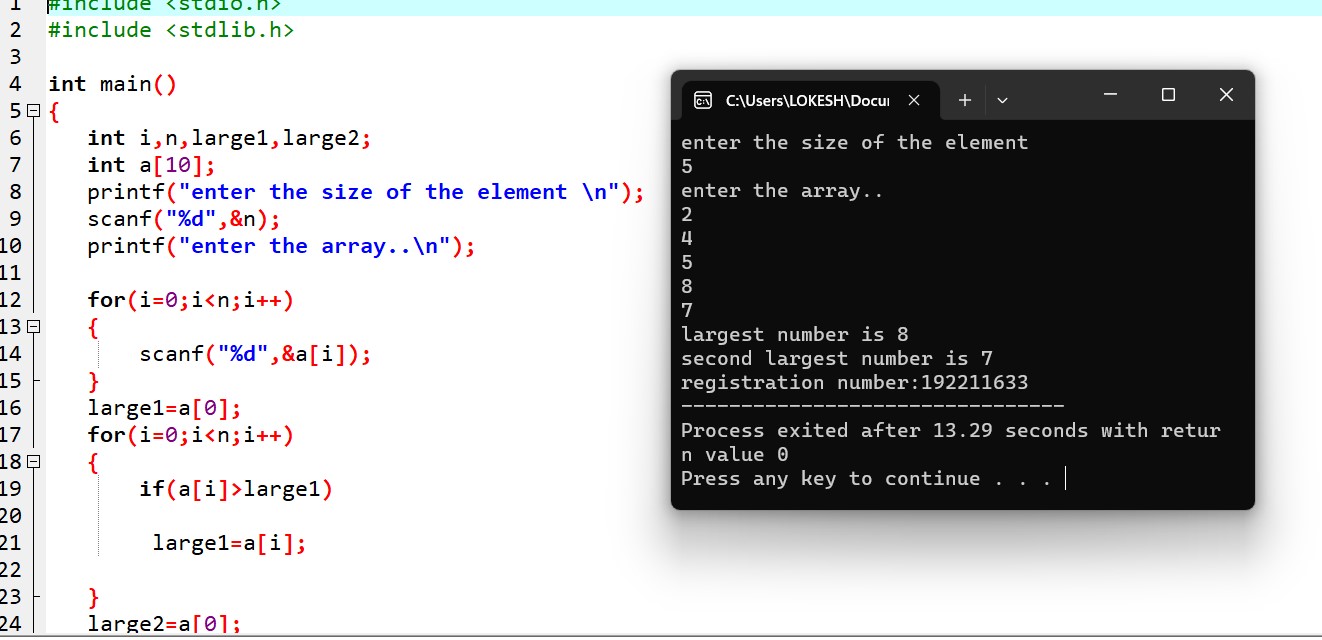 1 #include <stdio.h>
2 #include <stdlib.h>
3
4 int main()
5 {
6 int i,n,large1,large2;
7 int a[10];
8 printf("enter the size of the element \n");
9 scanf("%d",&n);
10 printf("enter the array..\n");
11
12 for(i=0;i<n;i++)
13 {
14 scanf("%d",&a[i]);
15 }
16 large1=a[0];
17 for(i=0;i<n;i++)
18 {
19 if(a[i]>large1)
20
21 large1=a[i];
22
23 }
24 large2=a[0];
C:\Users\LOKESH\Docu
enter the size of the element
5
enter the array..
2
4
5
8
7
largest number is 8
second largest number is 7
registration number:192211633
--------------------------------
Process exited after 13.29 seconds with retur
n value 0
Press any key to continue . . .